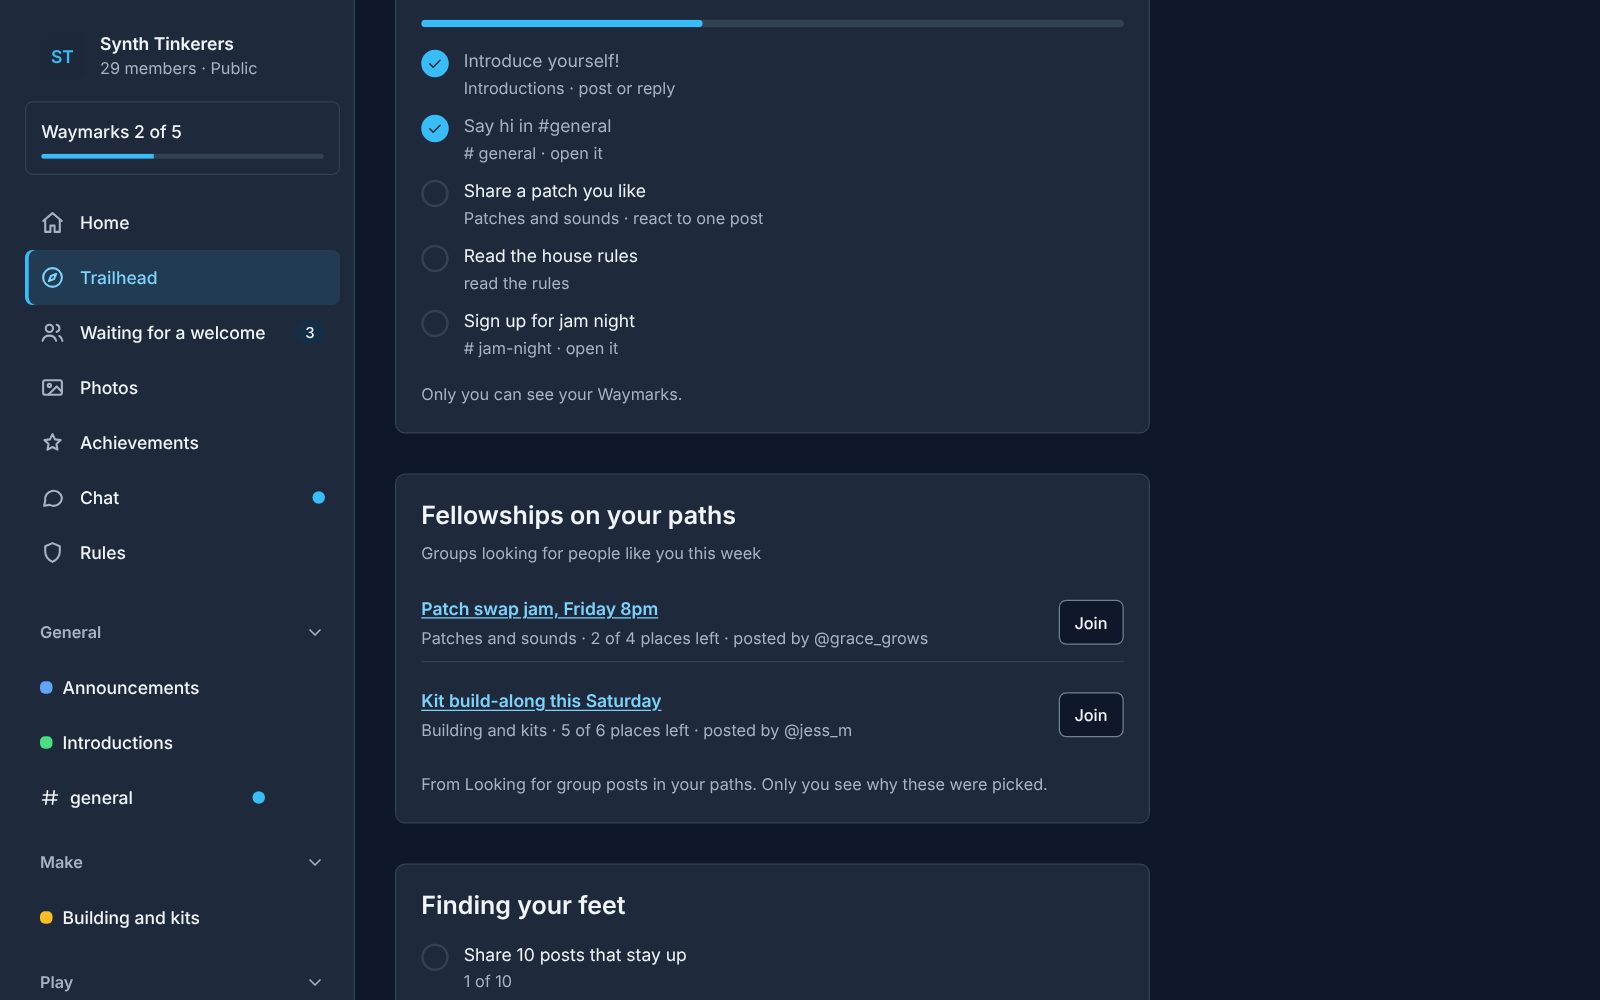 ST
Synth Tinkerers
29 members · Public
Waymarks 2 of 5
Home
Trailhead
Waiting for a welcome 3
Photos
Achievements
Chat
Rules
General
Announcements
Introductions
# general
Make
Building and kits
Play
Introduce yourself!
Introductions · post or reply
Say hi in #general
# general · open it
Share a patch you like
Patches and sounds · react to one post
Read the house rules
read the rules
Sign up for jam night
# jam-night · open it
Only you can see your Waymarks.
Fellowships on your paths
Groups looking for people like you this week
Patch swap jam, Friday 8pm
Patches and sounds · 2 of 4 places left · posted by @grace_grows
Join
Kit build-along this Saturday
Building and kits · 5 of 6 places left · posted by @jess_m
Join
From Looking for group posts in your paths. Only you see why these were picked.
Finding your feet
Share 10 posts that stay up
1 of 10